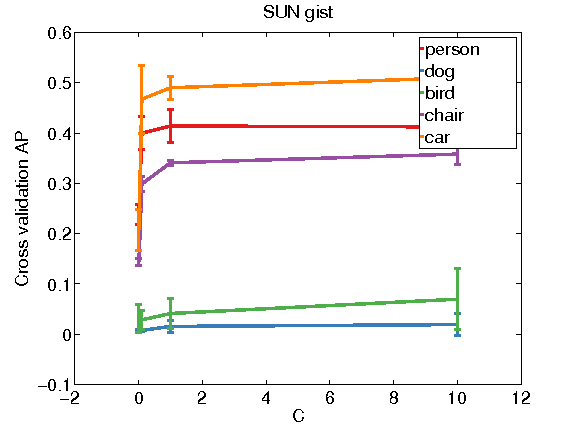 SUN gist
0.6
0.5
0.4
0.3
0.2
0.1
0
−0.1
Cross validation AP
person
dog
bird
chair
car
−2 0 2 4 6 8 10 12
C